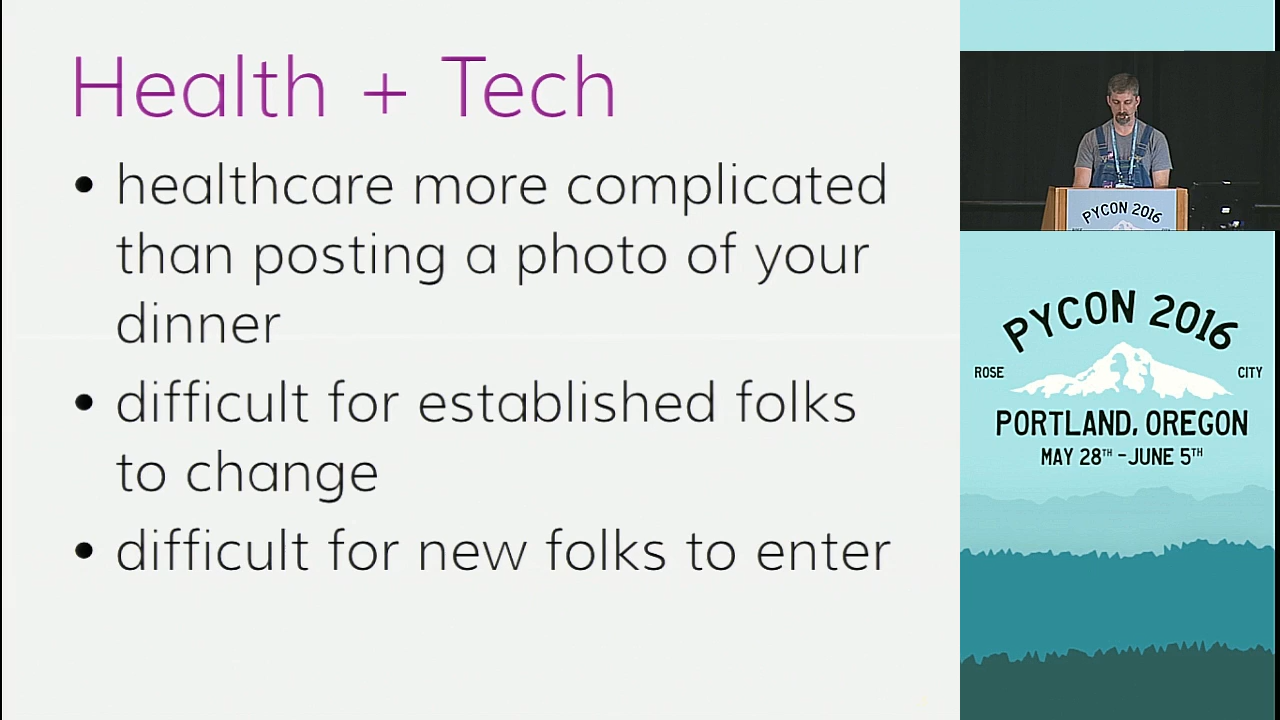 Health + Tech
• healthcare more complicated
than posting a photo of your
dinner
• difficult for established folks
to change
• difficult for new folks to enter
PYCON 2016
PYCON 2016
ROSE
CITY
PORTLAND, OREGON
MAY 28TH - JUNE 5TH